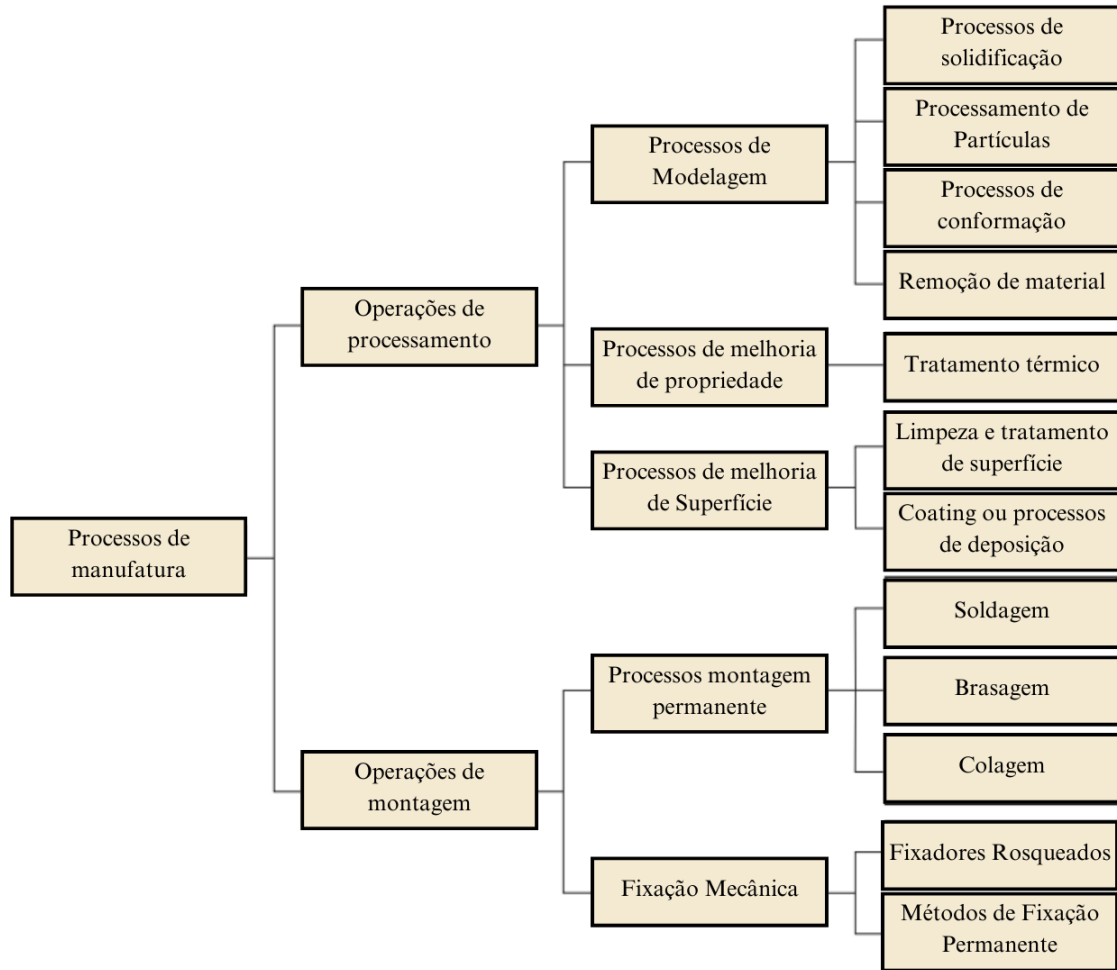 Processos de
manufatura
Operações de
processamento
Processos de
Modelagem
Processos de
solidificação
Processamento de
Partículas
Processos de
conformação
Remoção de material
Processos de melhoria
de propriedade
Tratamento térmico
Processos de melhoria
de Superfície
Limpeza e tratamento
de superfície
Coating ou processos
de deposição
Operações de
montagem
Processos montagem
permanente
Soldagem
Brasagem
Colagem
Fixação Mecânica
Fixadores Rosqueados
Métodos de Fixação
Permanente